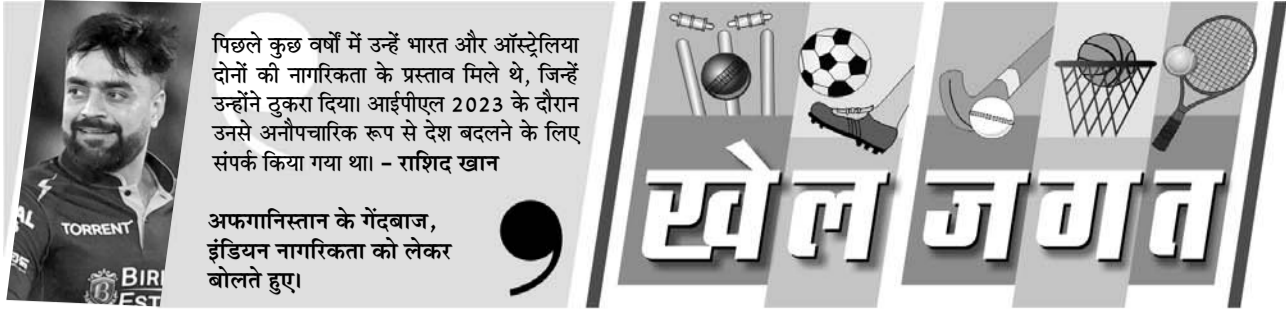 पिछले कुछ वर्षों में उन्हें भारत और ऑस्ट्रेलिया
दोनों की नागरिकता के प्रस्ताव मिले थे, जिन्हें
उन्होंने ठुकरा दिया। आईपीएल 2023 के दौरान
उनसे अनौपचारिक रूप से देश बदलने के लिए
संपर्क किया गया था। – राशिद खान
अफगानिस्तान के गेंदबाज,
इंडियन नागरिकता को लेकर
बोलते हुए।
TORRENT
खेल जगत